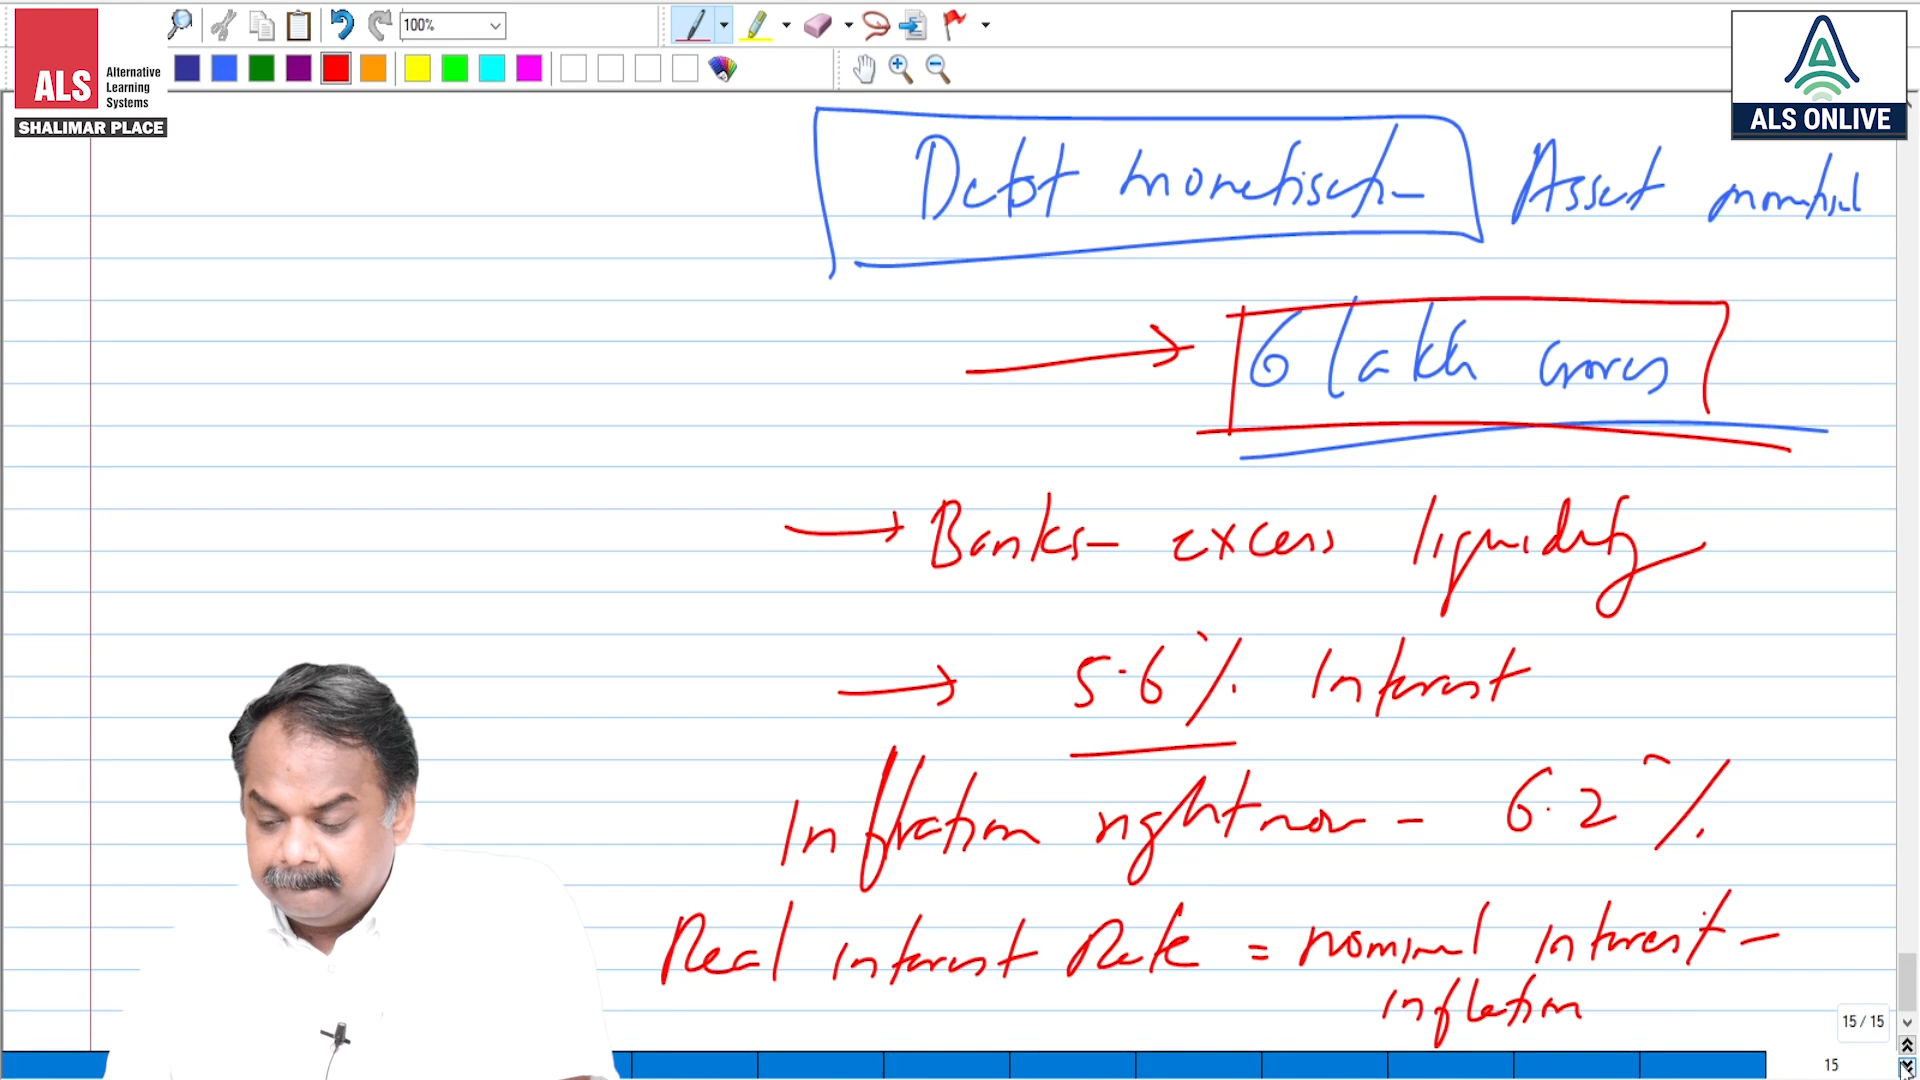 100%
ALS
Alternative
Learning
Systems
SHALIMAR PLACE
ALS ONLIVE
Debt monetisation Asset
6 lakh crores
→ Banks- excess liquidity
→ 5.6% Interest
Inflation right now - 6.2%
Real interest Rate = nominal interest -
inflation
15 / 15
15